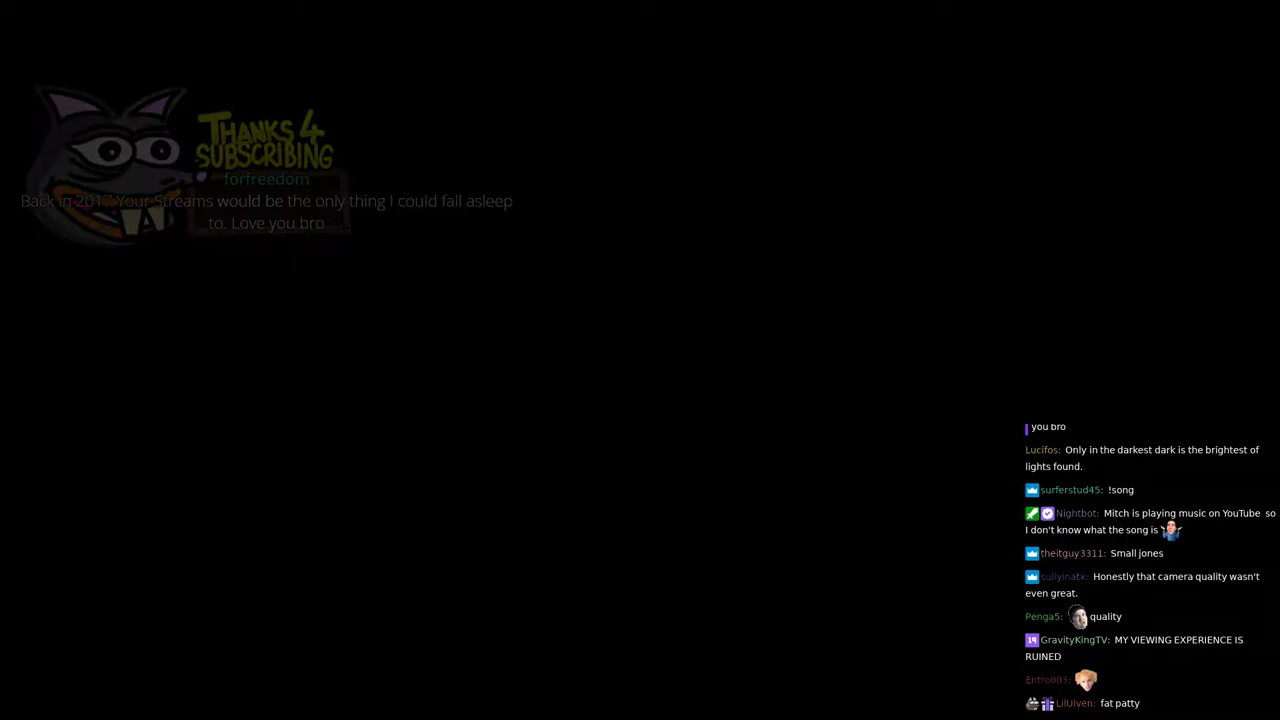 THANKS 4
SUBSCRIBING
forfreedom
Back in 2017 Your Streams would be the only thing I could fall asleep
to. Love you bro
you bro
Lucifos: Only in the darkest dark is the brightest of
lights found.
surferstud45: !song
Nightbot: Mitch is playing music on YouTube so
I don't know what the song is
theitguy3311: Small jones
sullyinatx: Honestly that camera quality wasn't
even great.
Penga5: quality
GravityKingTV: MY VIEWING EXPERIENCE IS
RUINED
Entro003:
LilUlven: fat patty